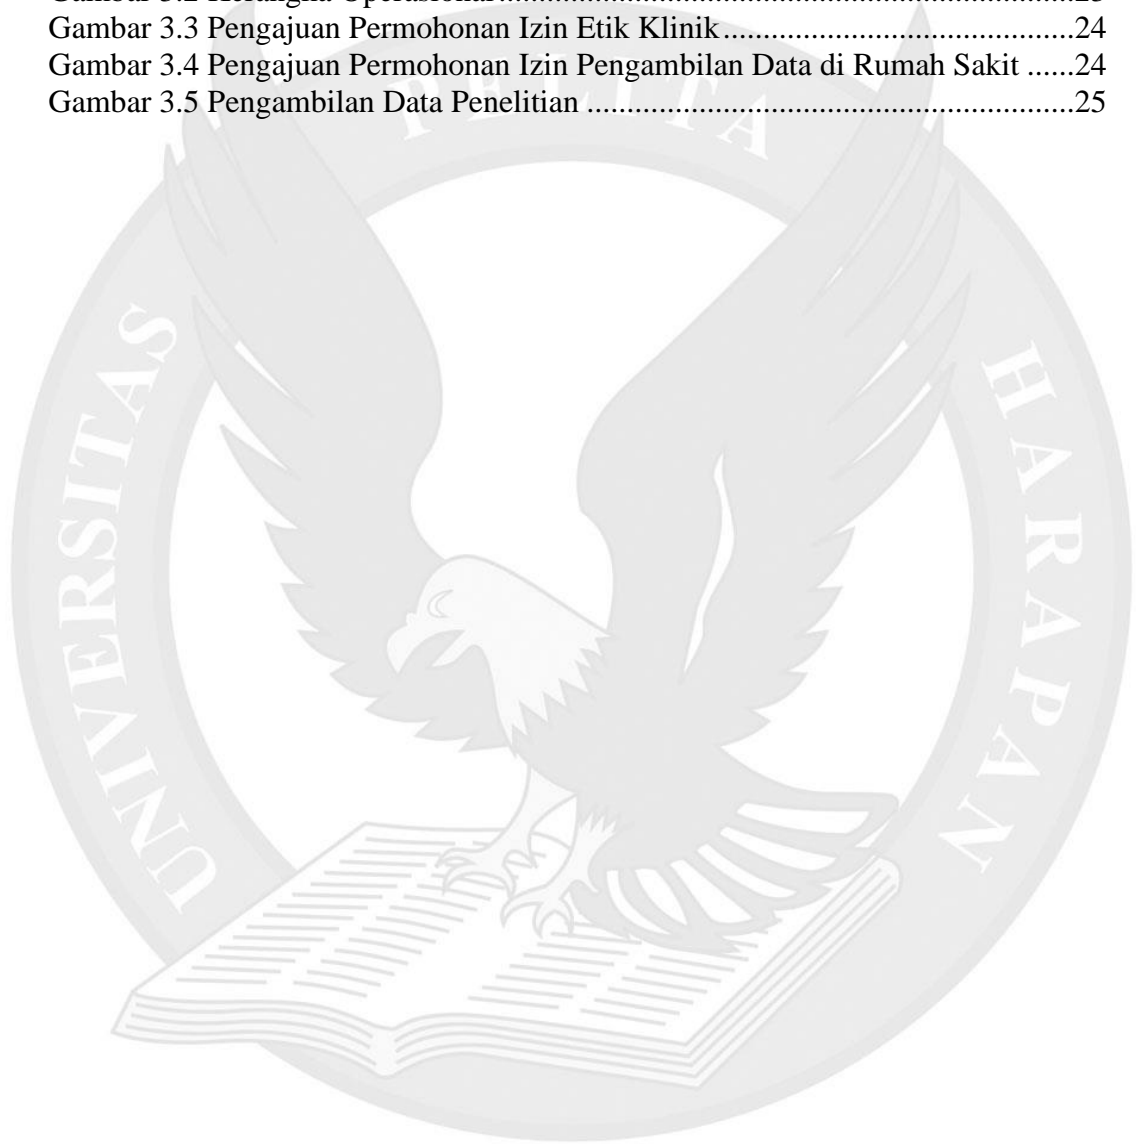 Gambar 3.2 Kerangka Operasional
Gambar 3.3 Pengajuan Permohonan Izin Etik Klinik.....................................24
Gambar 3.4 Pengajuan Permohonan Izin Pengambilan Data di Rumah Sakit ......24
Gambar 3.5 Pengambilan Data Penelitian ....................................................25
UNIVERSITAS PELITA HARAPAN